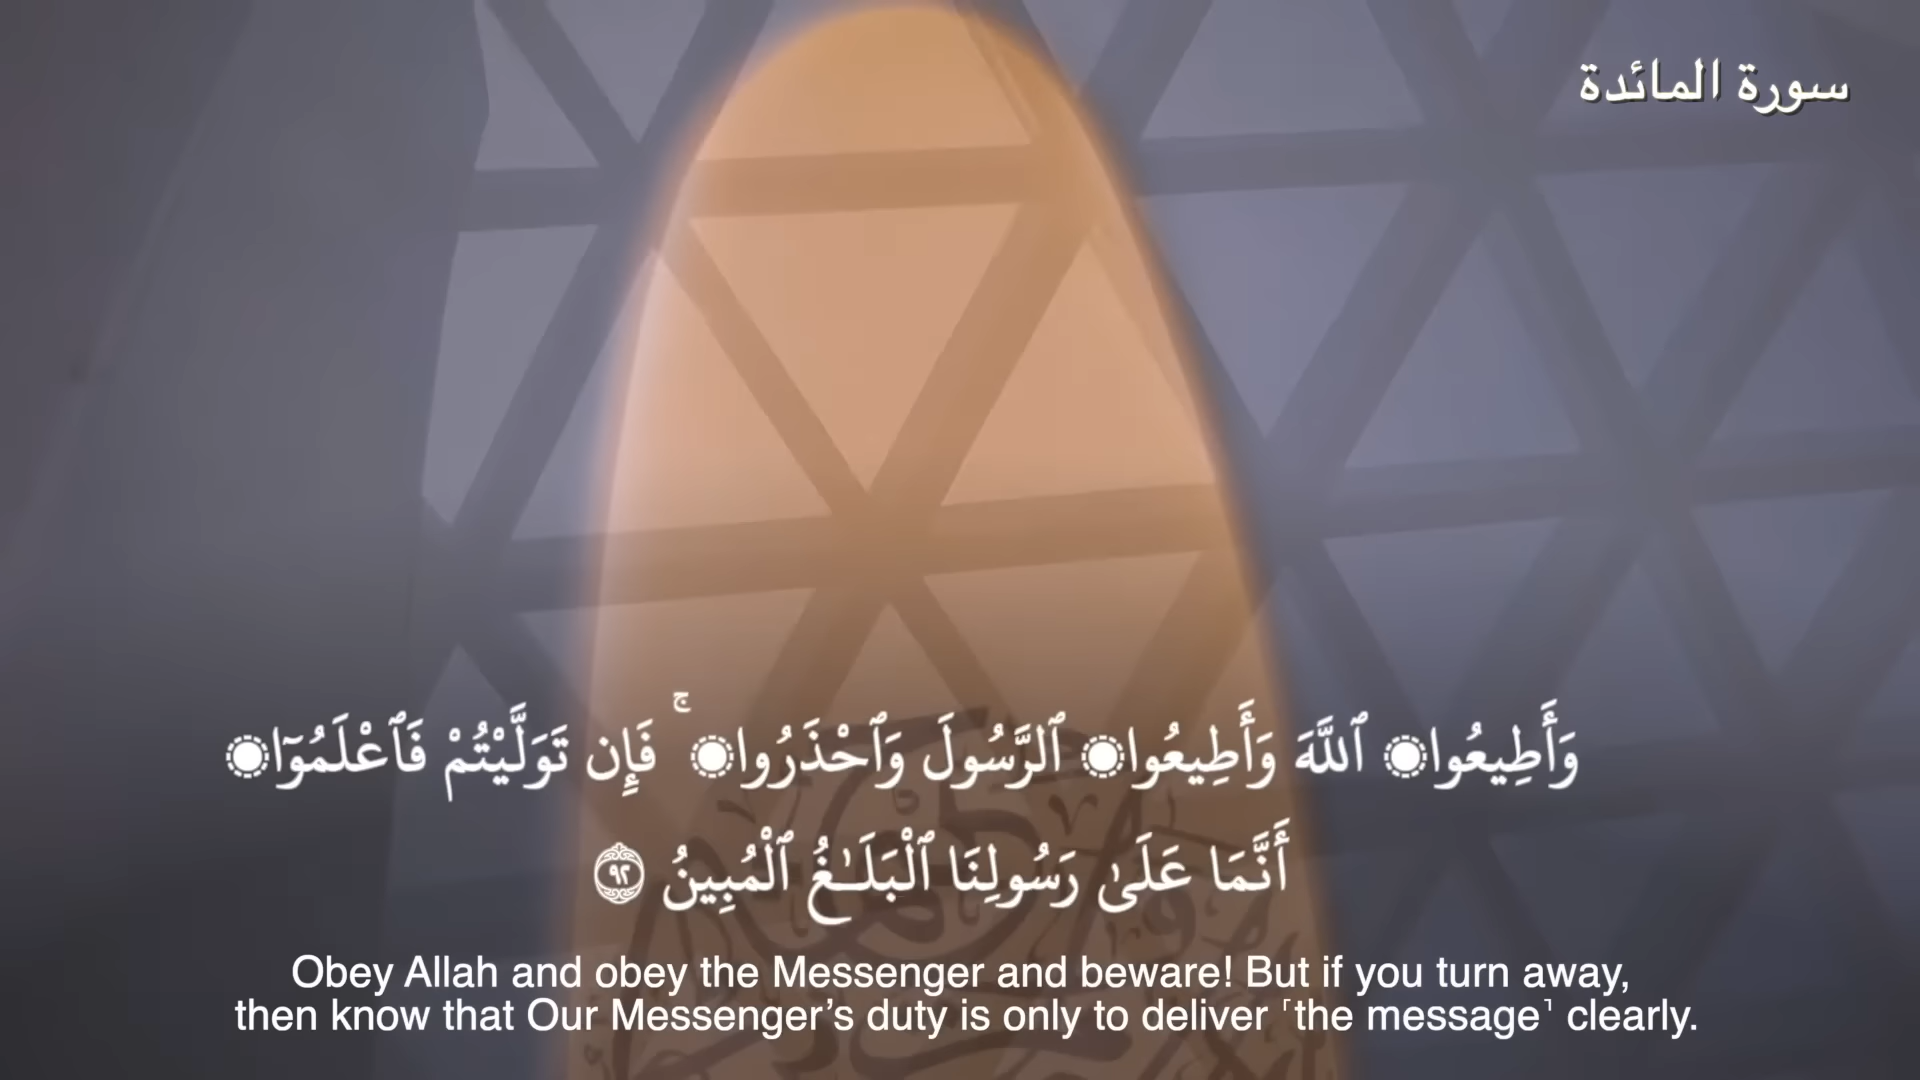 سورة المائدة
وَأَطِيعُوا۟ ٱللَّهَ وَأَطِيعُوا۟ ٱلرَّسُولَ وَٱحْذَرُوا۟ ۚ فَإِن تَوَلَّيْتُمْ فَٱعْلَمُوٓا۟
أَنَّمَا عَلَىٰ رَسُولِنَا ٱلْبَلَـٰغُ ٱلْمُبِينُ ٩٢
Obey Allah and obey the Messenger and beware! But if you turn away,
then know that Our Messenger’s duty is only to deliver ˹the message˺ clearly.